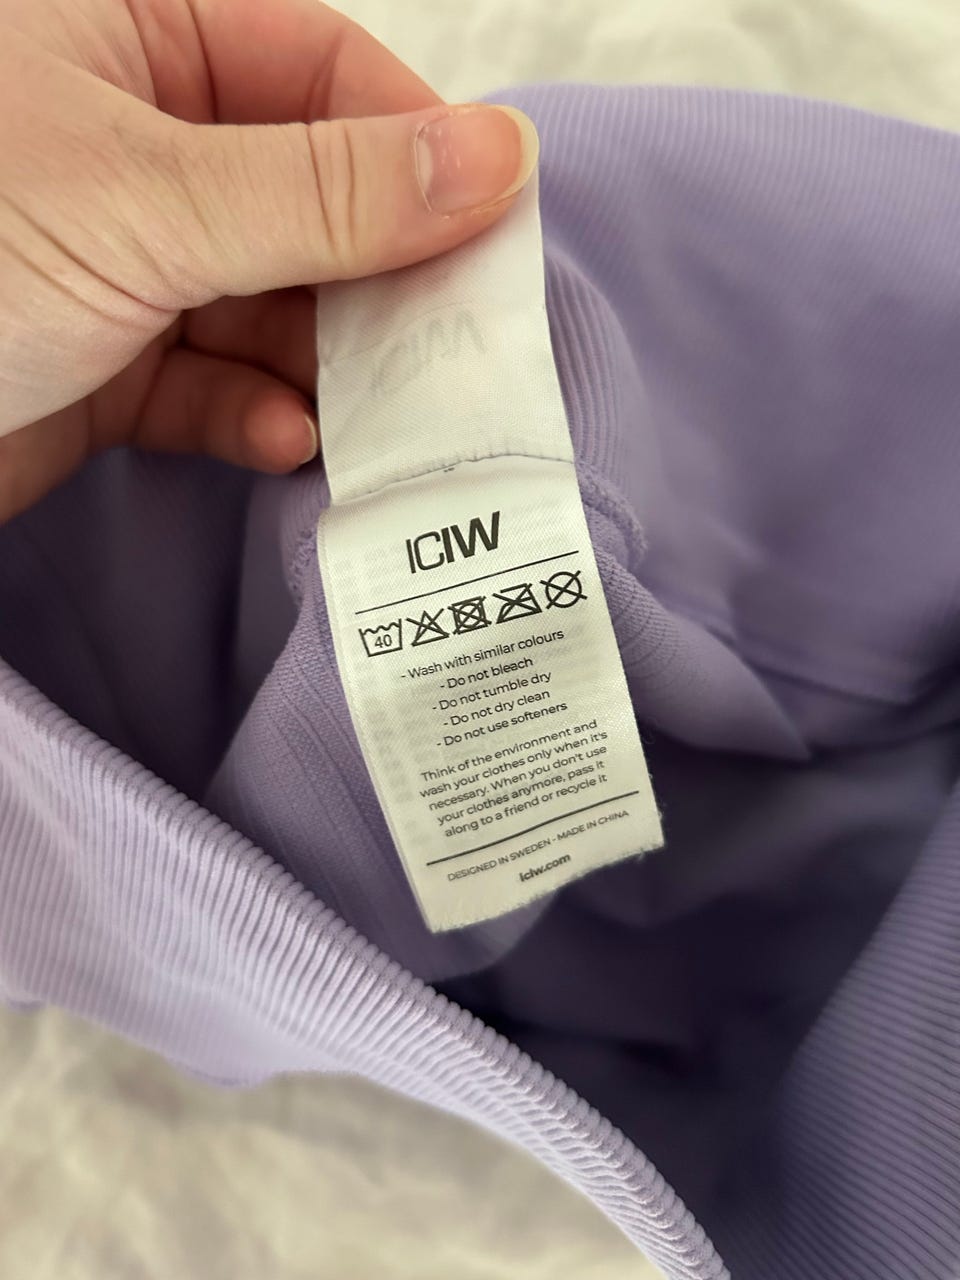 ICIW
40
- Wash with similar colours
- Do not bleach
- Do not tumble dry
- Do not dry clean
- Do not use softeners
Think of the environment and
wash your clothes only when it's
necessary. When you don't use
your clothes anymore, pass it
along to a friend or recycle it
DESIGNED IN SWEDEN - MADE IN CHINA
iciw.com